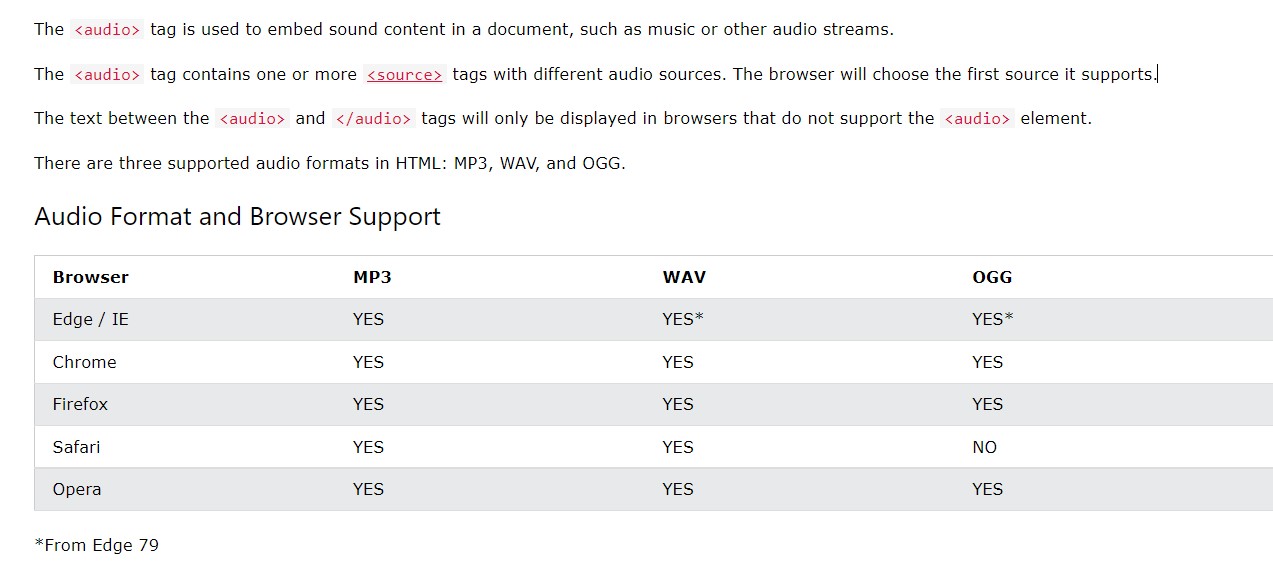 The <audio> tag is used to embed sound content in a document, such as music or other audio streams.
The <audio> tag contains one or more <source> tags with different audio sources. The browser will choose the first source it supports.
The text between the <audio> and </audio> tags will only be displayed in browsers that do not support the <audio> element.
There are three supported audio formats in HTML: MP3, WAV, and OGG.
Audio Format and Browser Support
Browser MP3 WAV OGG
Edge / IE YES YES* YES*
Chrome YES YES YES
Firefox YES YES YES
Safari YES YES NO
Opera YES YES YES
*From Edge 79